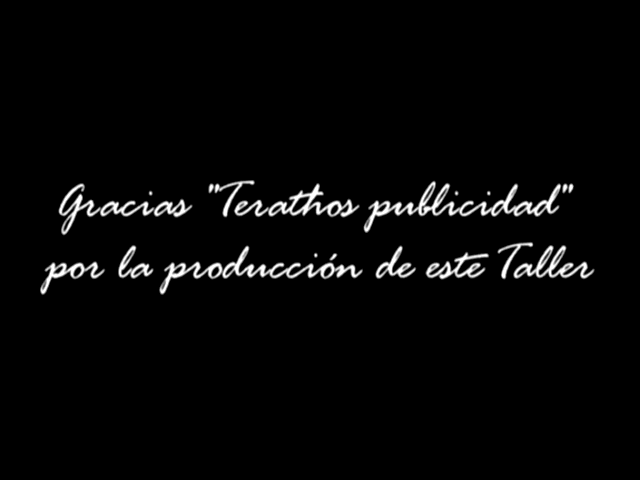 Gracias "Terathos publicidad"
por la producción de este Taller